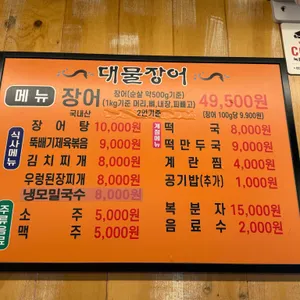 대물장어
메뉴 장어 장어(순살 약500g기준) 49,500원
국내산 (1kg기준 머리,뼈,내장,피빼고) (장어 100g당 9,900원)
2인기준
식사메뉴
장어탕 10,000원
뚝배기제육볶음 9,000원
김치찌개 8,000원
우렁된장찌개 8,000원
냉모밀국수 8,000원
계절메뉴
떡국 8,000원
떡만두국 9,000원
계란찜 4,000원
공기밥(추가) 1,000원
주류음료
소주 5,000원
맥주 5,000원
복분자 15,000원
음료수 2,000원